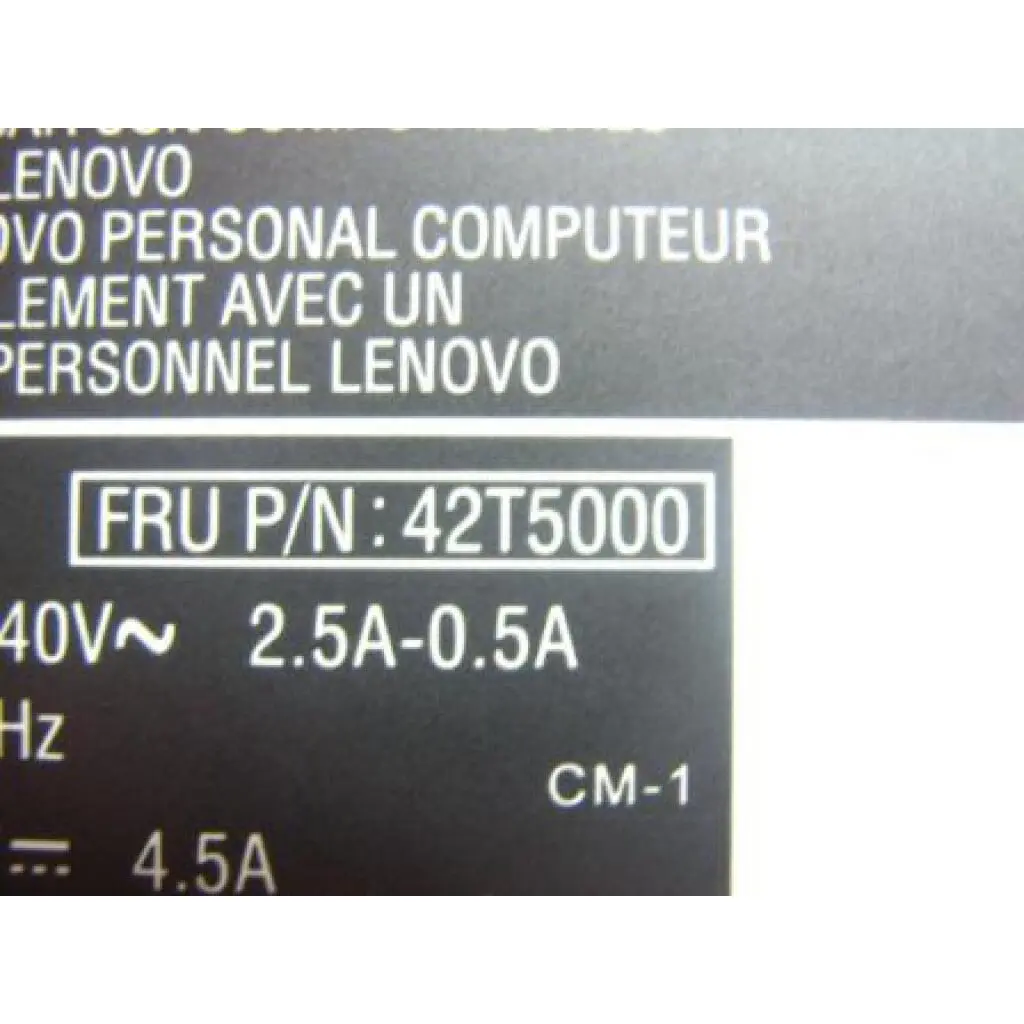 LENOVO
OVO PERSONAL COMPUTEUR
LEMENT AVEC UN
PERSONNEL LENOVO
FRU P/N : 42T5000
40V~ 2.5A-0.5A
Hz
CM-1
⎓ 4.5A